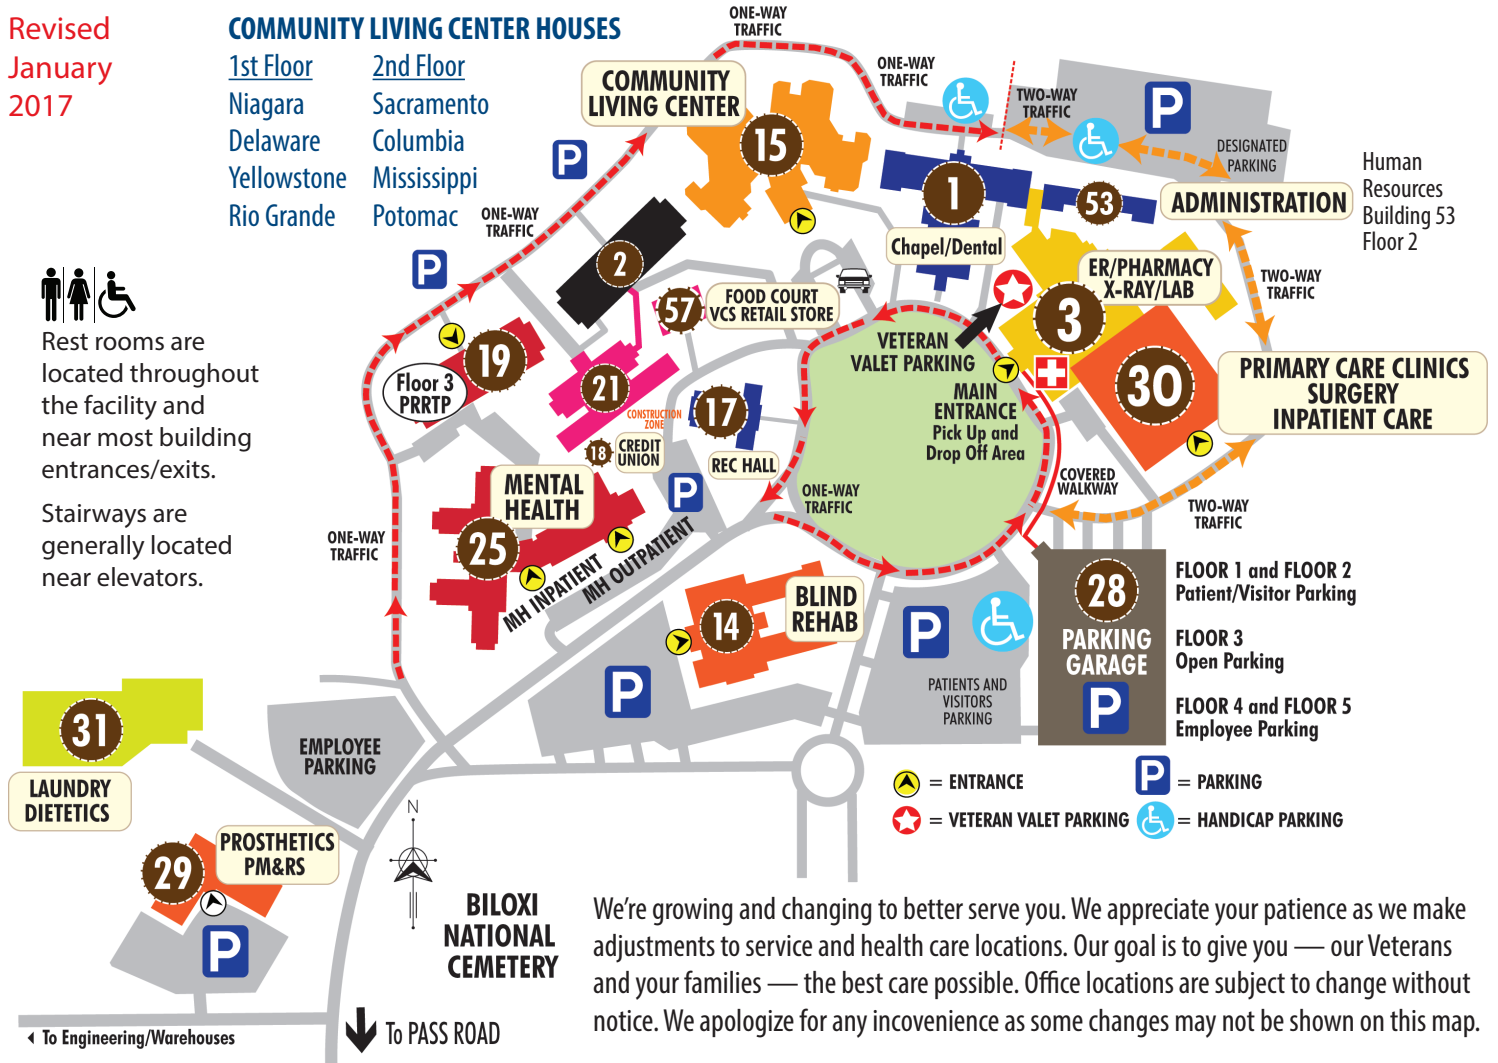 Revised
January
2017
COMMUNITY LIVING CENTER HOUSES
1st Floor
Niagara
Delaware
Yellowstone
Rio Grande
2nd Floor
Sacramento
Columbia
Mississippi
Potomac
Rest rooms are
located throughout
the facility and
near most building
entrances/exits.
Stairways are
generally located
near elevators.
ONE-WAY
TRAFFIC
ONE-WAY
TRAFFIC
TWO-WAY
TRAFFIC
P
DESIGNATED
PARKING
COMMUNITY
LIVING CENTER
15
P
ONE-WAY
TRAFFIC
P
1
Chapel/Dental
53
ADMINISTRATION
Human
Resources
Building 53
Floor 2
2
57
FOOD COURT
VCS RETAIL STORE
ER/PHARMACY
X-RAY/LAB
3
TWO-WAY
TRAFFIC
VETERAN
VALET PARKING
19
Floor 3
PRRTP
21
CONSTRUCTION
ZONE
18
CREDIT
UNION
17
REC HALL
P
MAIN
ENTRANCE
Pick Up and
Drop Off Area
30
PRIMARY CARE CLINICS
SURGERY
INPATIENT CARE
MENTAL
HEALTH
25
MH INPATIENT
MH OUTPATIENT
ONE-WAY
TRAFFIC
ONE-WAY
TRAFFIC
COVERED
WALKWAY
TWO-WAY
TRAFFIC
14
BLIND
REHAB
P
P
PATIENTS AND
VISITORS
PARKING
28
PARKING
GARAGE
P
FLOOR 1 and FLOOR 2
Patient/Visitor Parking
FLOOR 3
Open Parking
FLOOR 4 and FLOOR 5
Employee Parking
31
LAUNDRY
DIETETICS
EMPLOYEE
PARKING
29
PROSTHETICS
PM&RS
P
N
= ENTRANCE
P = PARKING
= VETERAN VALET PARKING
= HANDICAP PARKING
BILOXI
NATIONAL
CEMETERY
We're growing and changing to better serve you. We appreciate your patience as we make
adjustments to service and health care locations. Our goal is to give you — our Veterans
and your families — the best care possible. Office locations are subject to change without
notice. We apologize for any incovenience as some changes may not be shown on this map.
To Engineering/Warehouses
To PASS ROAD